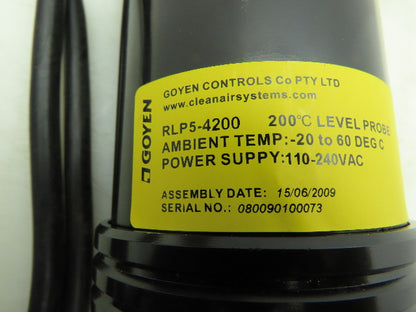 GOYEN
GOYEN CONTROLS Co PTY LTD
www.cleanairsystems.com
RLP5-4200 200°C LEVEL PROBE
AMBIENT TEMP:-20 to 60 DEG C
POWER SUPPY:110-240VAC
ASSEMBLY DATE: 15/06/2009
SERIAL NO.: 080090100073